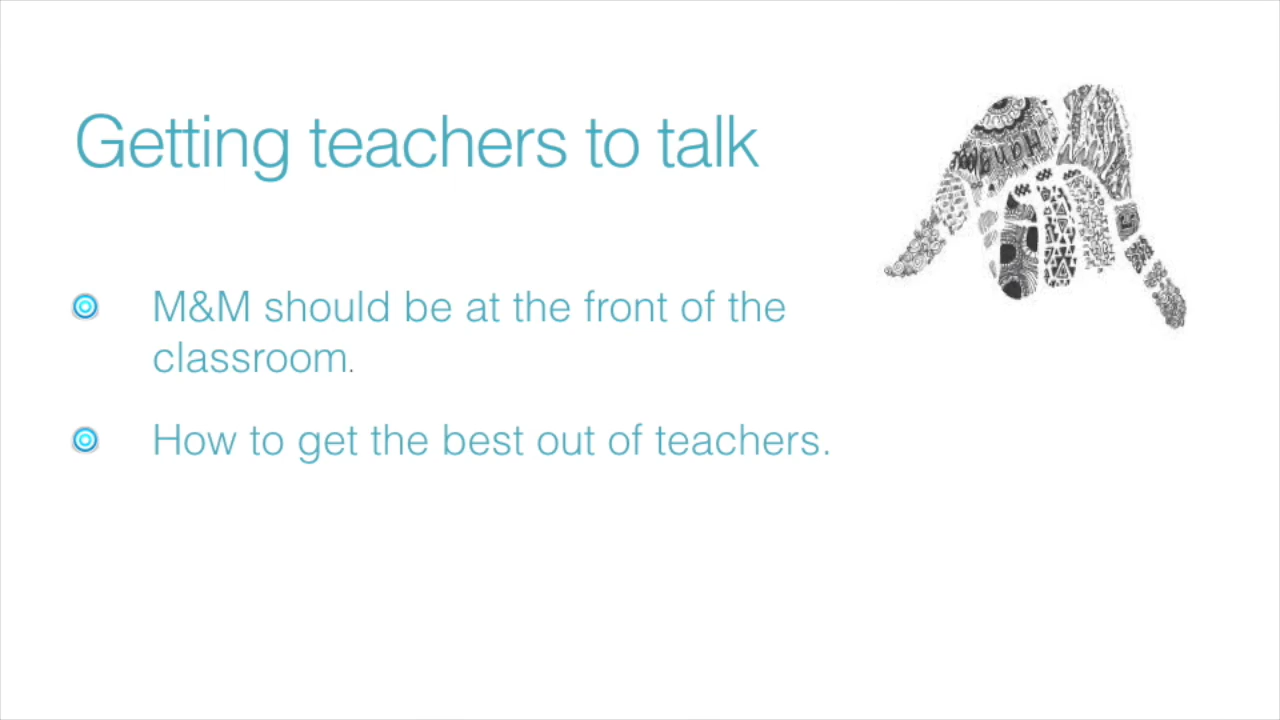 Getting teachers to talk
M&M should be at the front of the
classroom.
How to get the best out of teachers.